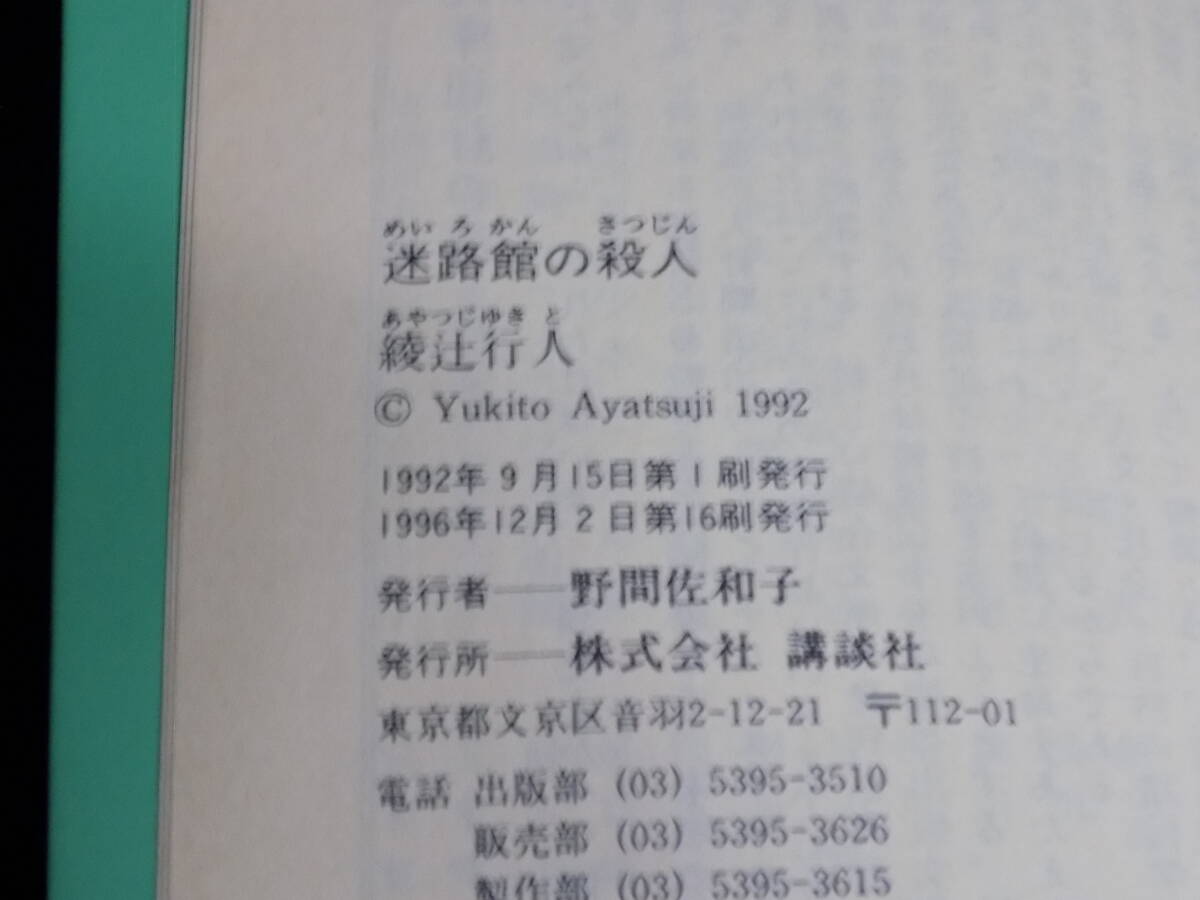 めいろかん さつじん
迷路館の殺人
あやつじゆきと
綾辻行人
© Yukito Ayatsuji 1992
1992年9月15日第1刷発行
1996年12月2日第16刷発行
発行者――野間佐和子
発行所――株式会社 講談社
東京都文京区音羽2-12-21 〒112-01
電話 出版部 (03) 5395-3510
販売部 (03) 5395-3626
製作部 (03) 5395-3615